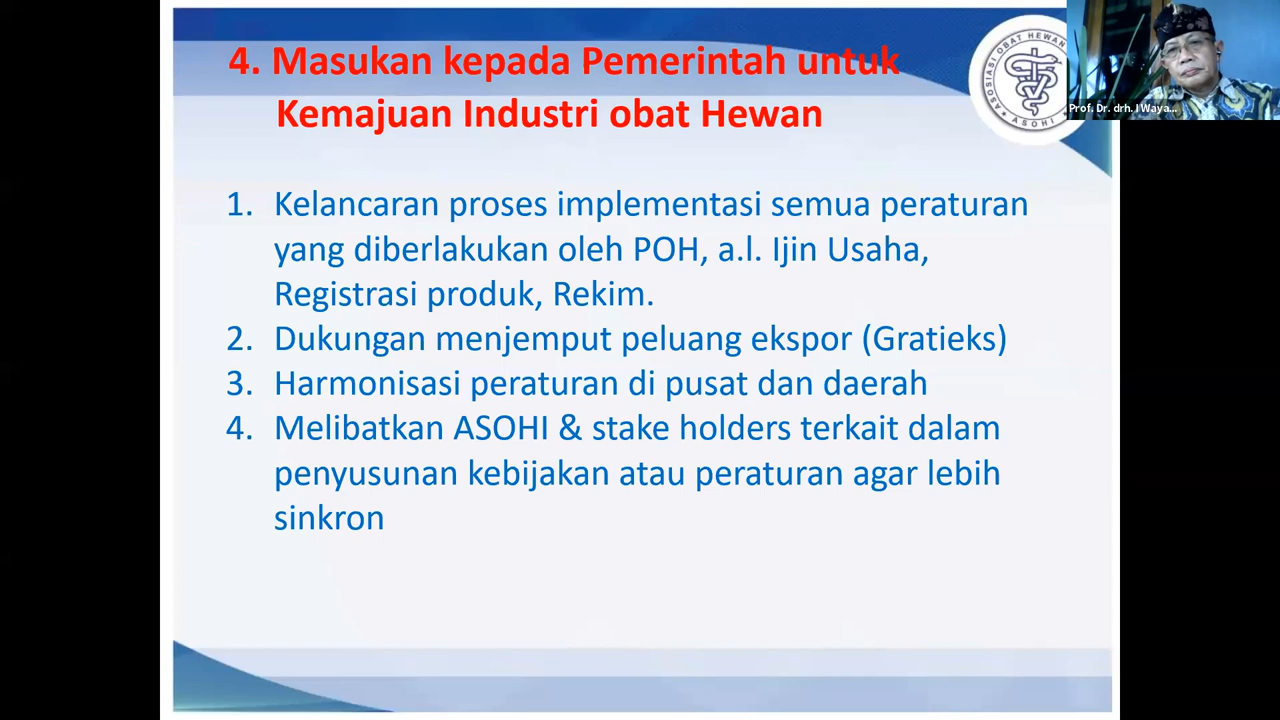 4. Masukan kepada Pemerintah untuk
Kemajuan Industri obat Hewan
ASOSIASI OBAT HEWAN
ASOHI
Prof. Dr. drh. I Waya...
1. Kelancaran proses implementasi semua peraturan
yang diberlakukan oleh POH, a.l. Ijin Usaha,
Registrasi produk, Rekim.
2. Dukungan menjemput peluang ekspor (Gratieks)
3. Harmonisasi peraturan di pusat dan daerah
4. Melibatkan ASOHI & stake holders terkait dalam
penyusunan kebijakan atau peraturan agar lebih
sinkron